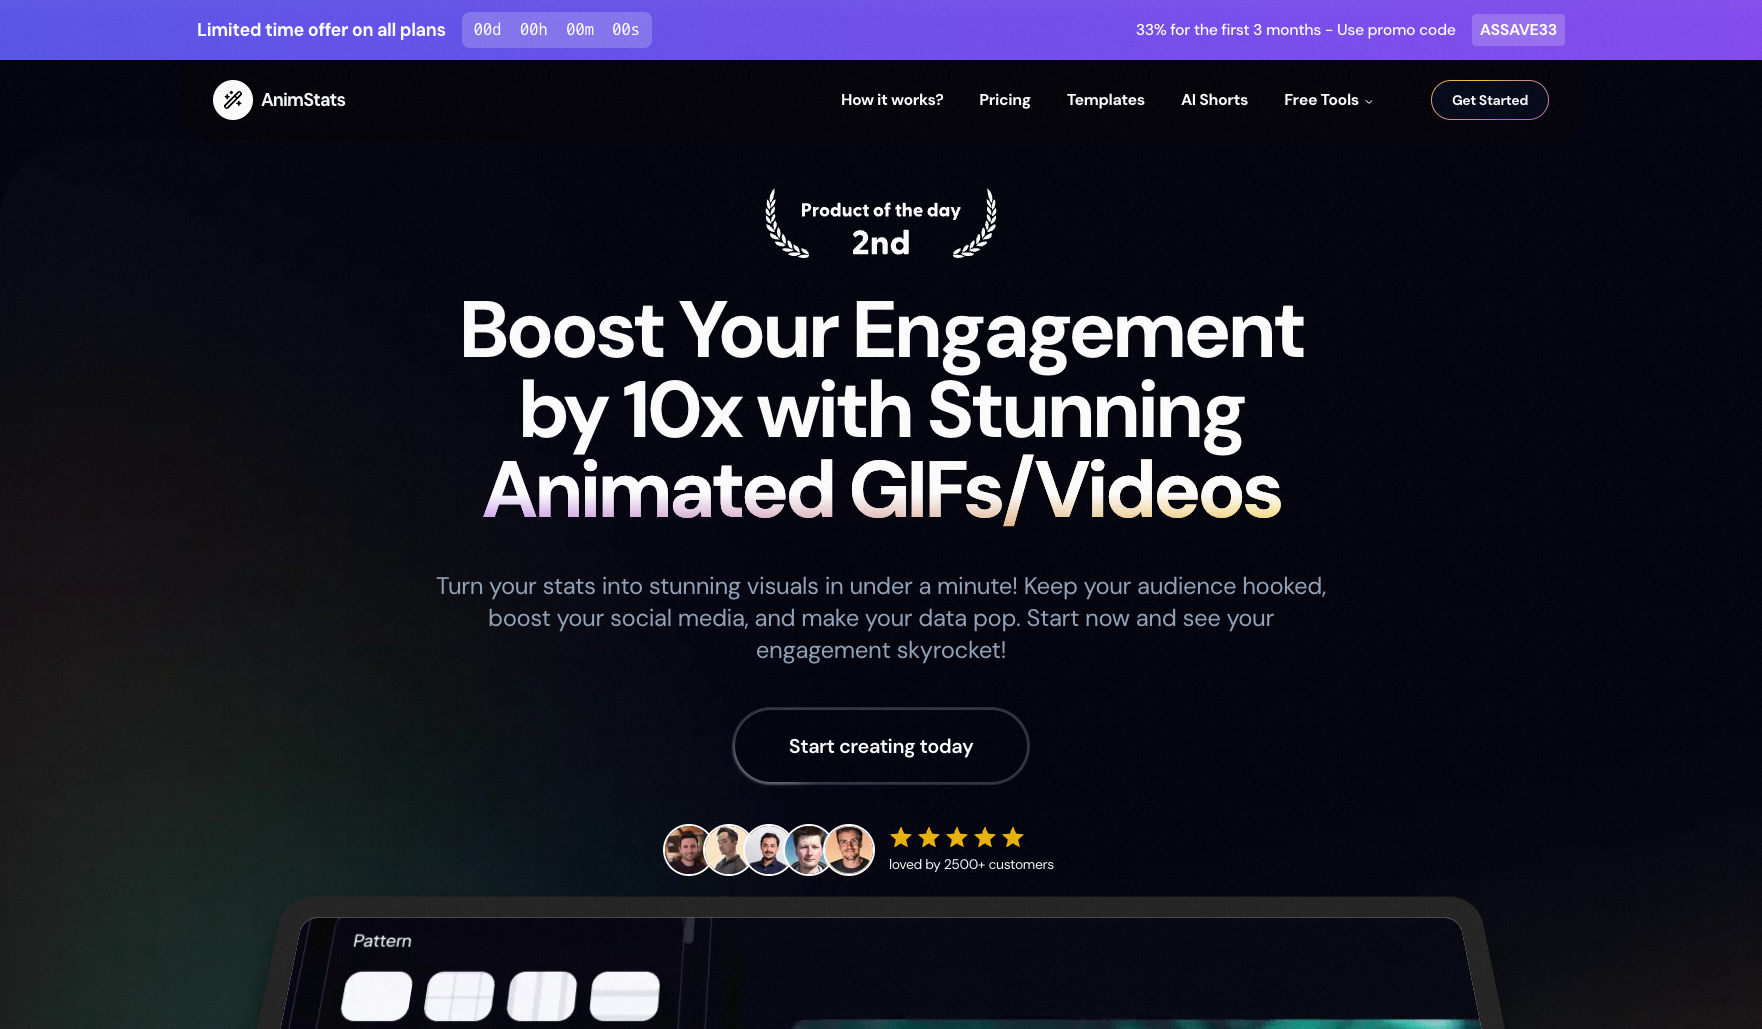 Limited time offer on all plans
00d 00h 00m 00s
33% for the first 3 months - Use promo code
ASSAVE33
AnimStats
How it works?
Pricing
Templates
AI Shorts
Free Tools
Get Started
Product of the day
2nd
Boost Your Engagement
by 10x with Stunning
Animated GIFs/Videos
Turn your stats into stunning visuals in under a minute! Keep your audience hooked,
boost your social media, and make your data pop. Start now and see your
engagement skyrocket!
Start creating today
loved by 2500+ customers
Pattern